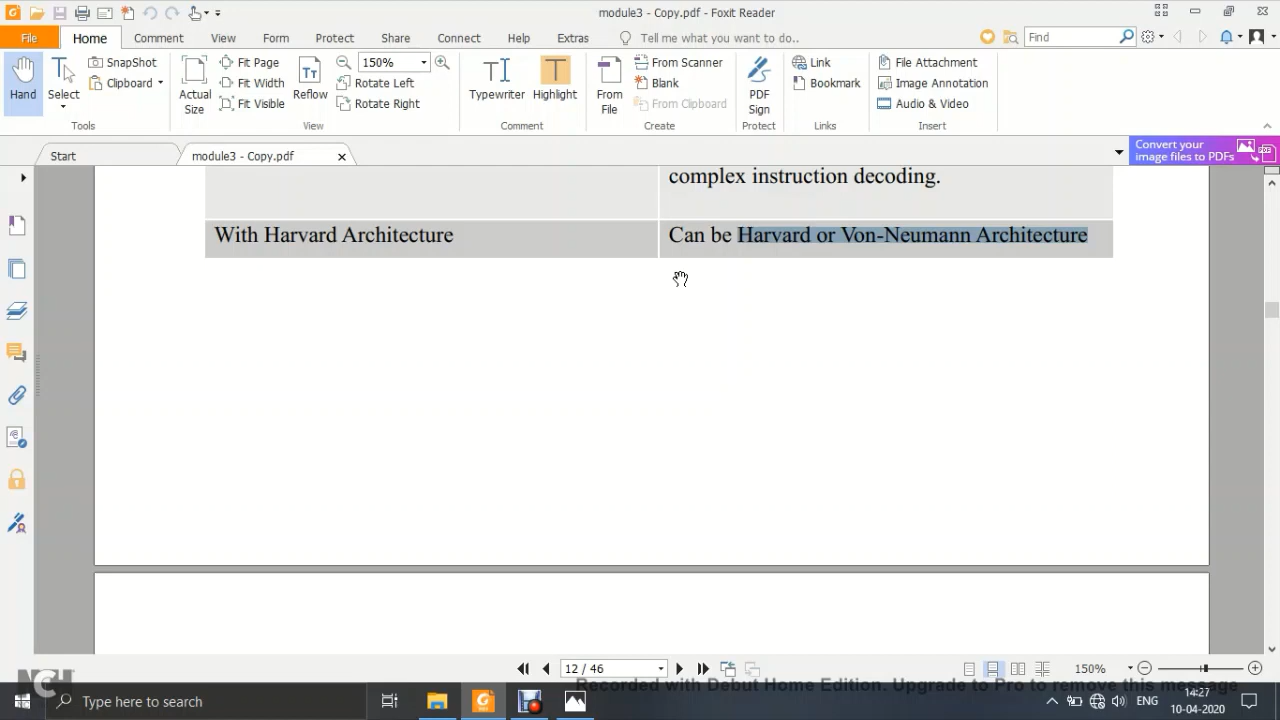 module3 - Copy.pdf - Foxit Reader
File Home Comment View Form Protect Share Connect Help Extras Tell me what you want to do.. Find
Hand
Select
SnapShot
Clipboard
Tools
Actual Size
Fit Page
Fit Width
Fit Visible
Reflow
150%
Rotate Left
Rotate Right
View
Typewriter
Highlight
Comment
From File
From Scanner
Blank
From Clipboard
Create
PDF Sign
Protect
Link
Bookmark
Links
File Attachment
Image Annotation
Audio & Video
Insert
Start
module3 - Copy.pdf
Convert your
image files to PDFs
complex instruction decoding.
With Harvard Architecture
Can be Harvard or Von-Neumann Architecture
12 / 46
150%
NCH
Recorded with Debut Home Edition. Upgrade to Pro to remove this message
Type here to search
ENG
14:27
10-04-2020